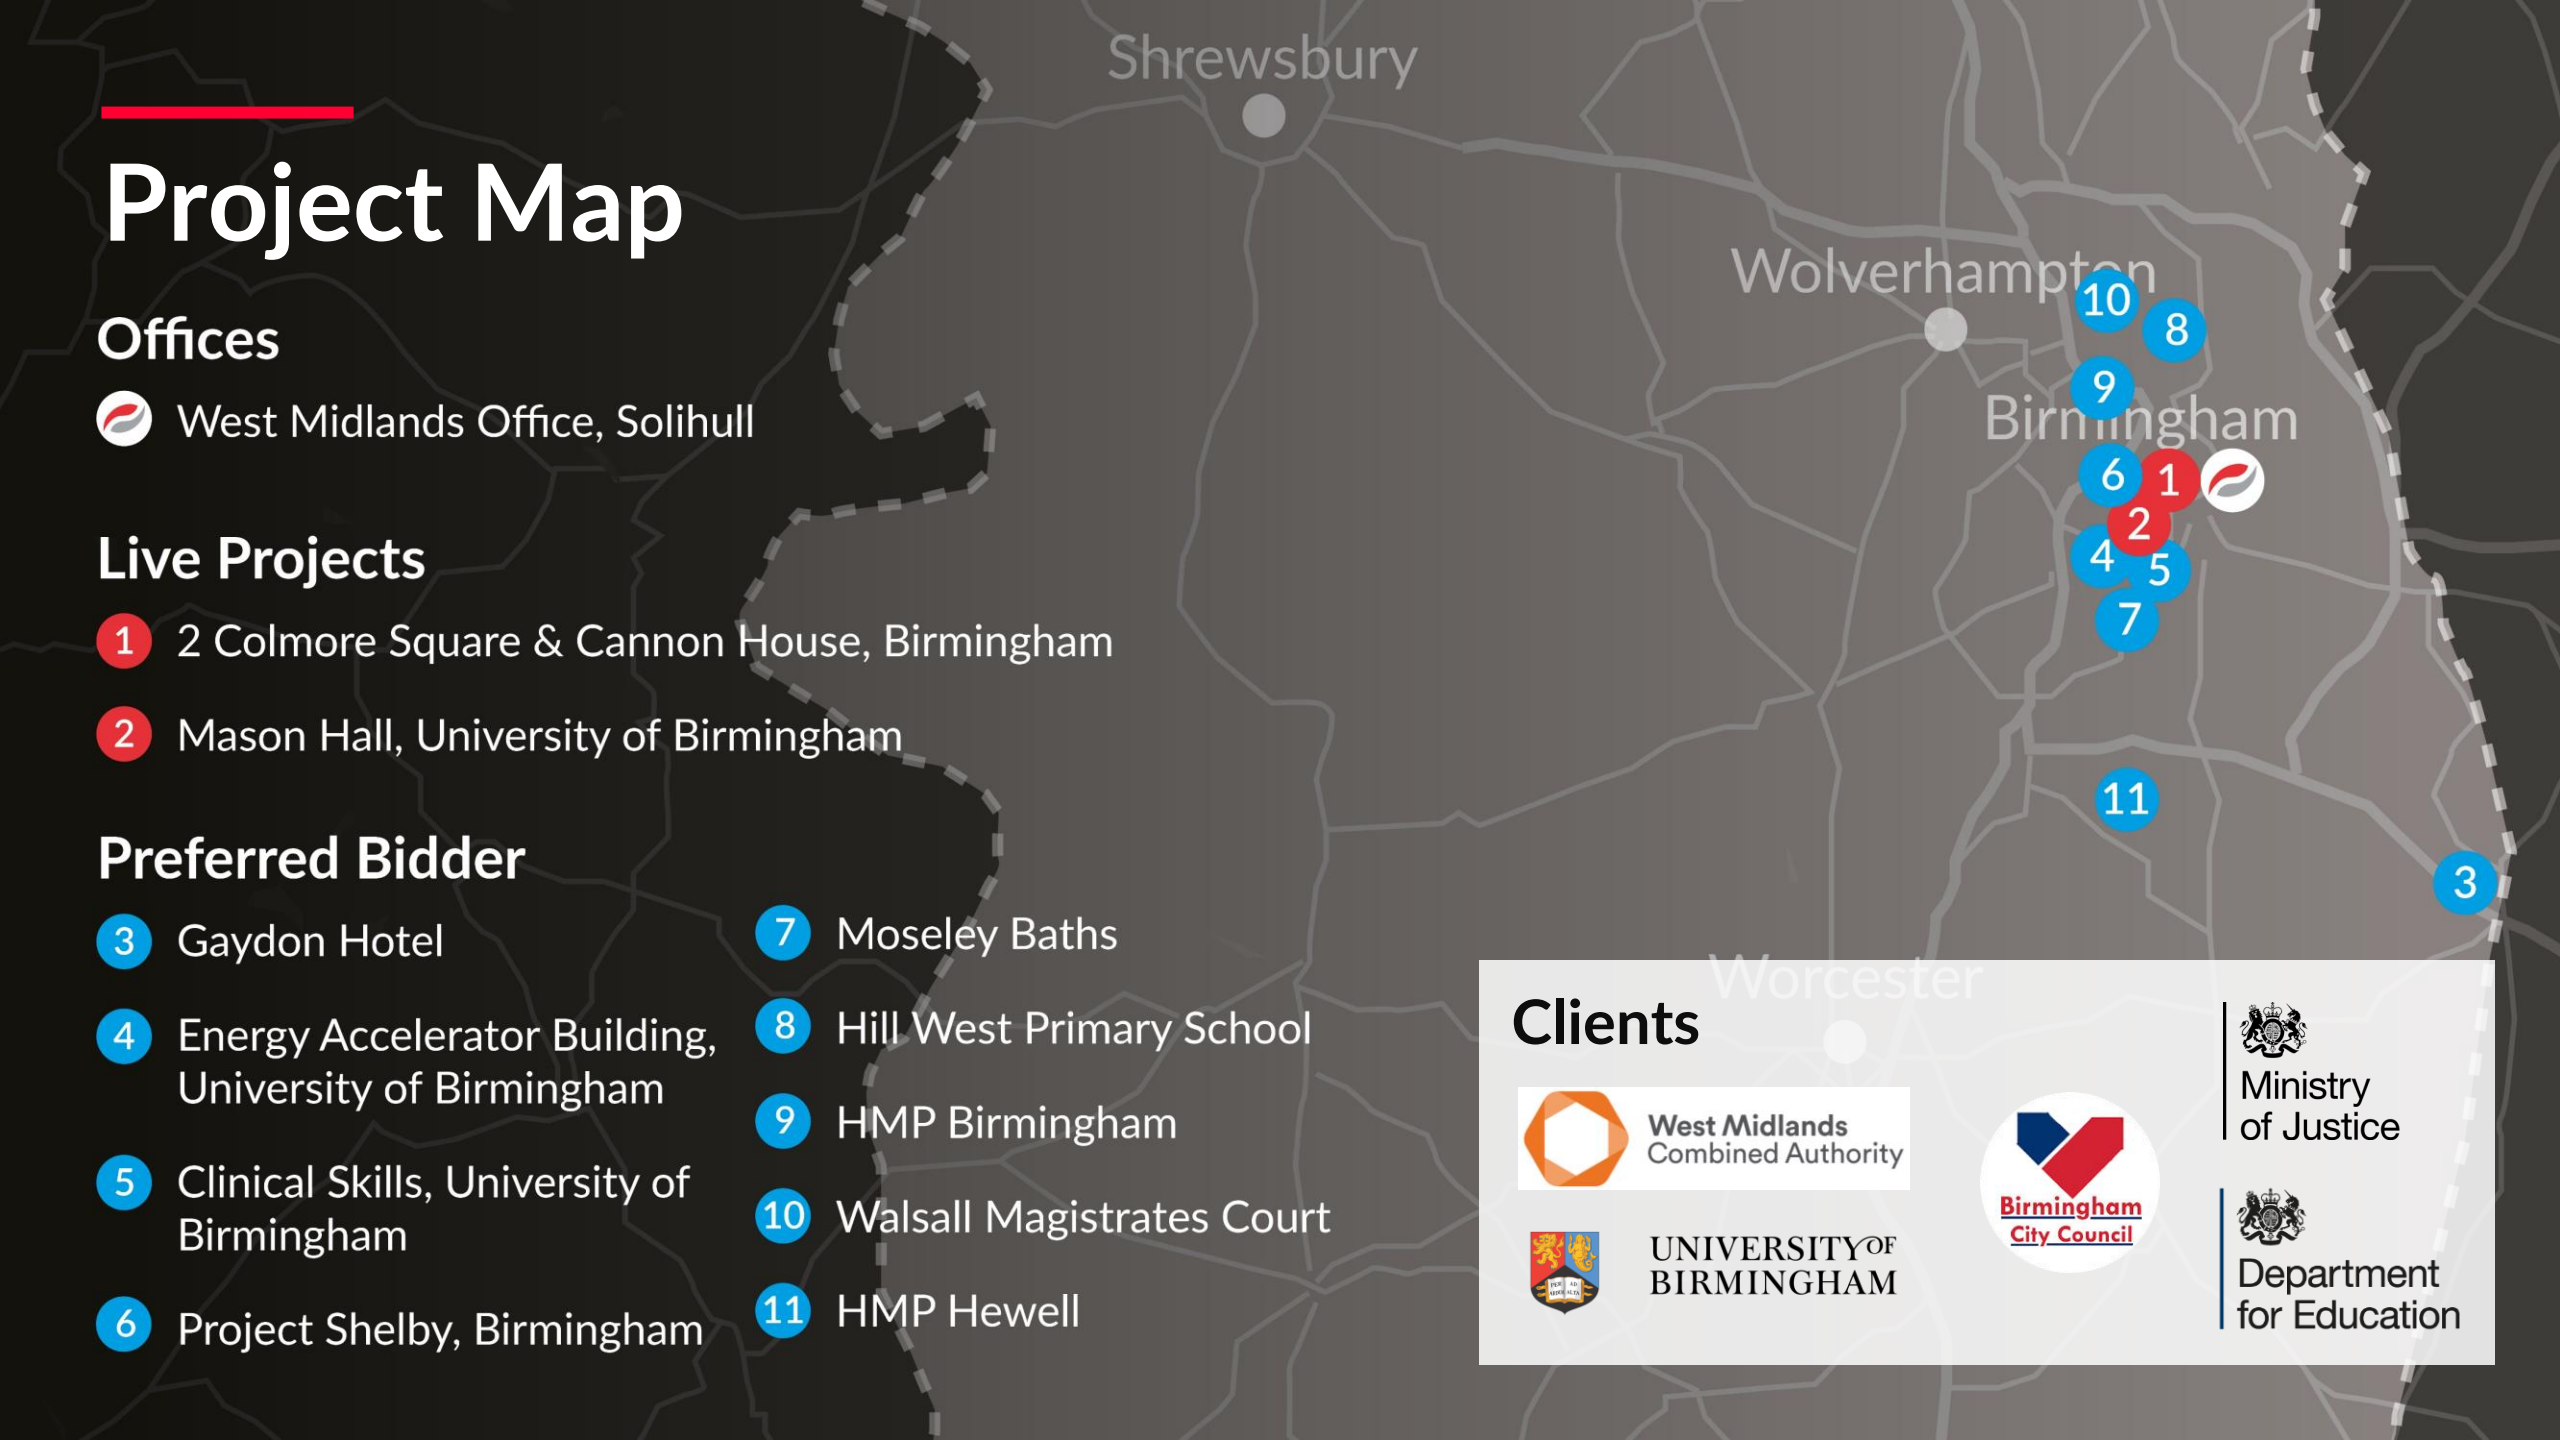 Project Map
Offices
West Midlands Office, Solihull
Live Projects
1 2 Colmore Square & Cannon House, Birmingham
2 Mason Hall, University of Birmingham
Preferred Bidder
3 Gaydon Hotel
4 Energy Accelerator Building,
University of Birmingham
5 Clinical Skills, University of
Birmingham
6 Project Shelby, Birmingham
7 Moseley Baths
8 Hill West Primary School
9 HMP Birmingham
10 Walsall Magistrates Court
11 HMP Hewell
Shrewsbury
Wolverhampton
10
8
9
Birmingham
6
1
2
4
5
7
11
3
Worcester
Clients
West Midlands
Combined Authority
UNIVERSITY OF
BIRMINGHAM
Birmingham
City Council
Ministry
of Justice
Department
for Education